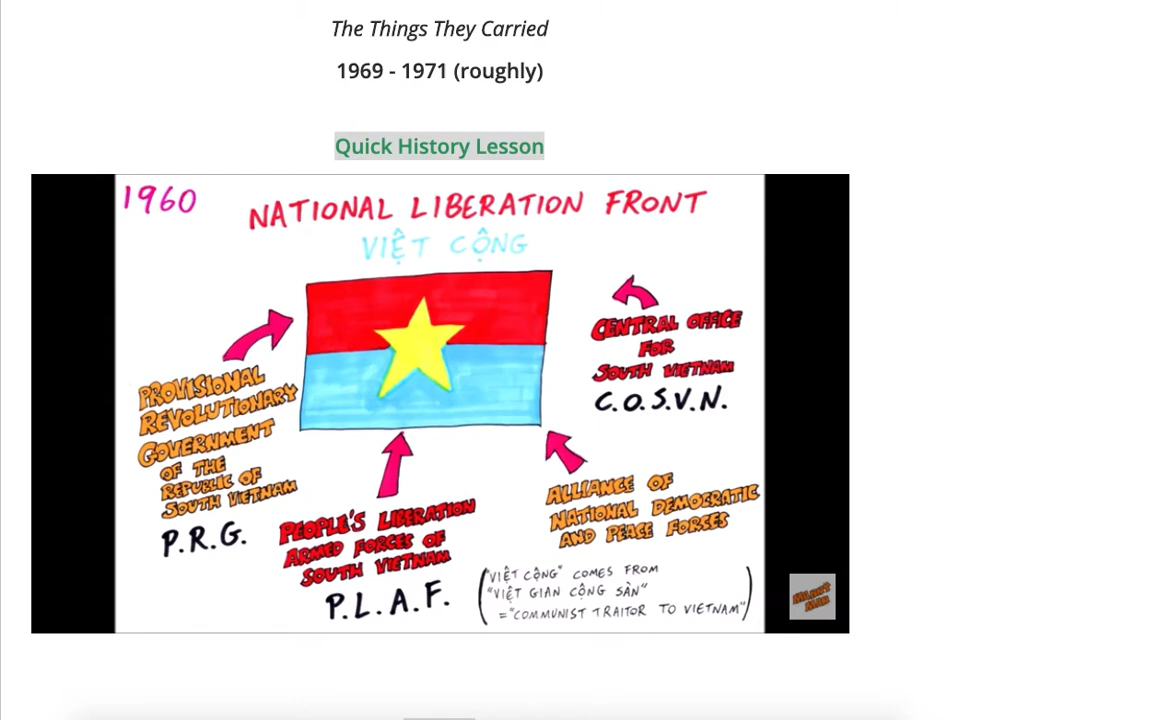 The Things They Carried
1969 - 1971 (roughly)
Quick History Lesson
1960
NATIONAL LIBERATION FRONT
VIỆT CỘNG
CENTRAL OFFICE
FOR
SOUTH VIETNAM
C.O.S.V.N.
PROVISIONAL
REVOLUTIONARY
GOVERNMENT
OF THE
REPUBLIC OF
SOUTH VIETNAM
P.R.G.
PEOPLE'S LIBERATION
ARMED FORCES OF
SOUTH VIETNAM
P.L.A.F.
ALLIANCE OF
NATIONAL DEMOCRATIC
AND PEACE FORCES
("VIỆT CỘNG" COMES FROM
"VIỆT GIAN CỘNG SẢN"
="COMMUNIST TRAITOR TO VIETNAM")